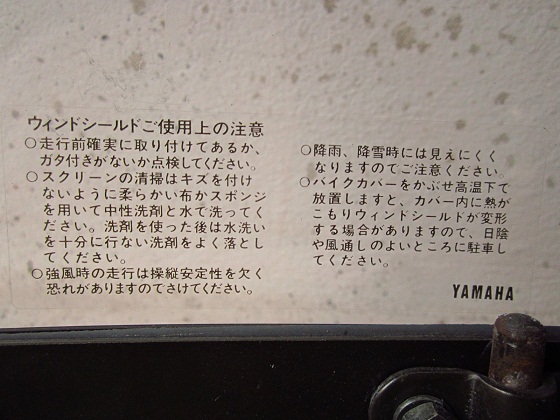 ウィンドシールドご使用上の注意
○走行前確実に取り付けてあるか、
ガタ付きがないか点検してください。
○スクリーンの清掃はキズを付け
ないように柔らかい布かスポンジ
を用いて中性洗剤と水で洗ってく
ださい。洗剤を使った後は水洗い
を十分に行ない洗剤をよく落とし
てください。
○強風時の走行は操縦安定性を欠く
恐れがありますのでさけてください。
○降雨、降雪時には見えにくく
なりますのでご注意ください。
○バイクカバーをかぶせ高温下で
放置しますと、カバー内に熱が
こもりウィンドシールドが変形
する場合がありますので、日陰
や風通しのよいところに駐車し
てください。
YAMAHA